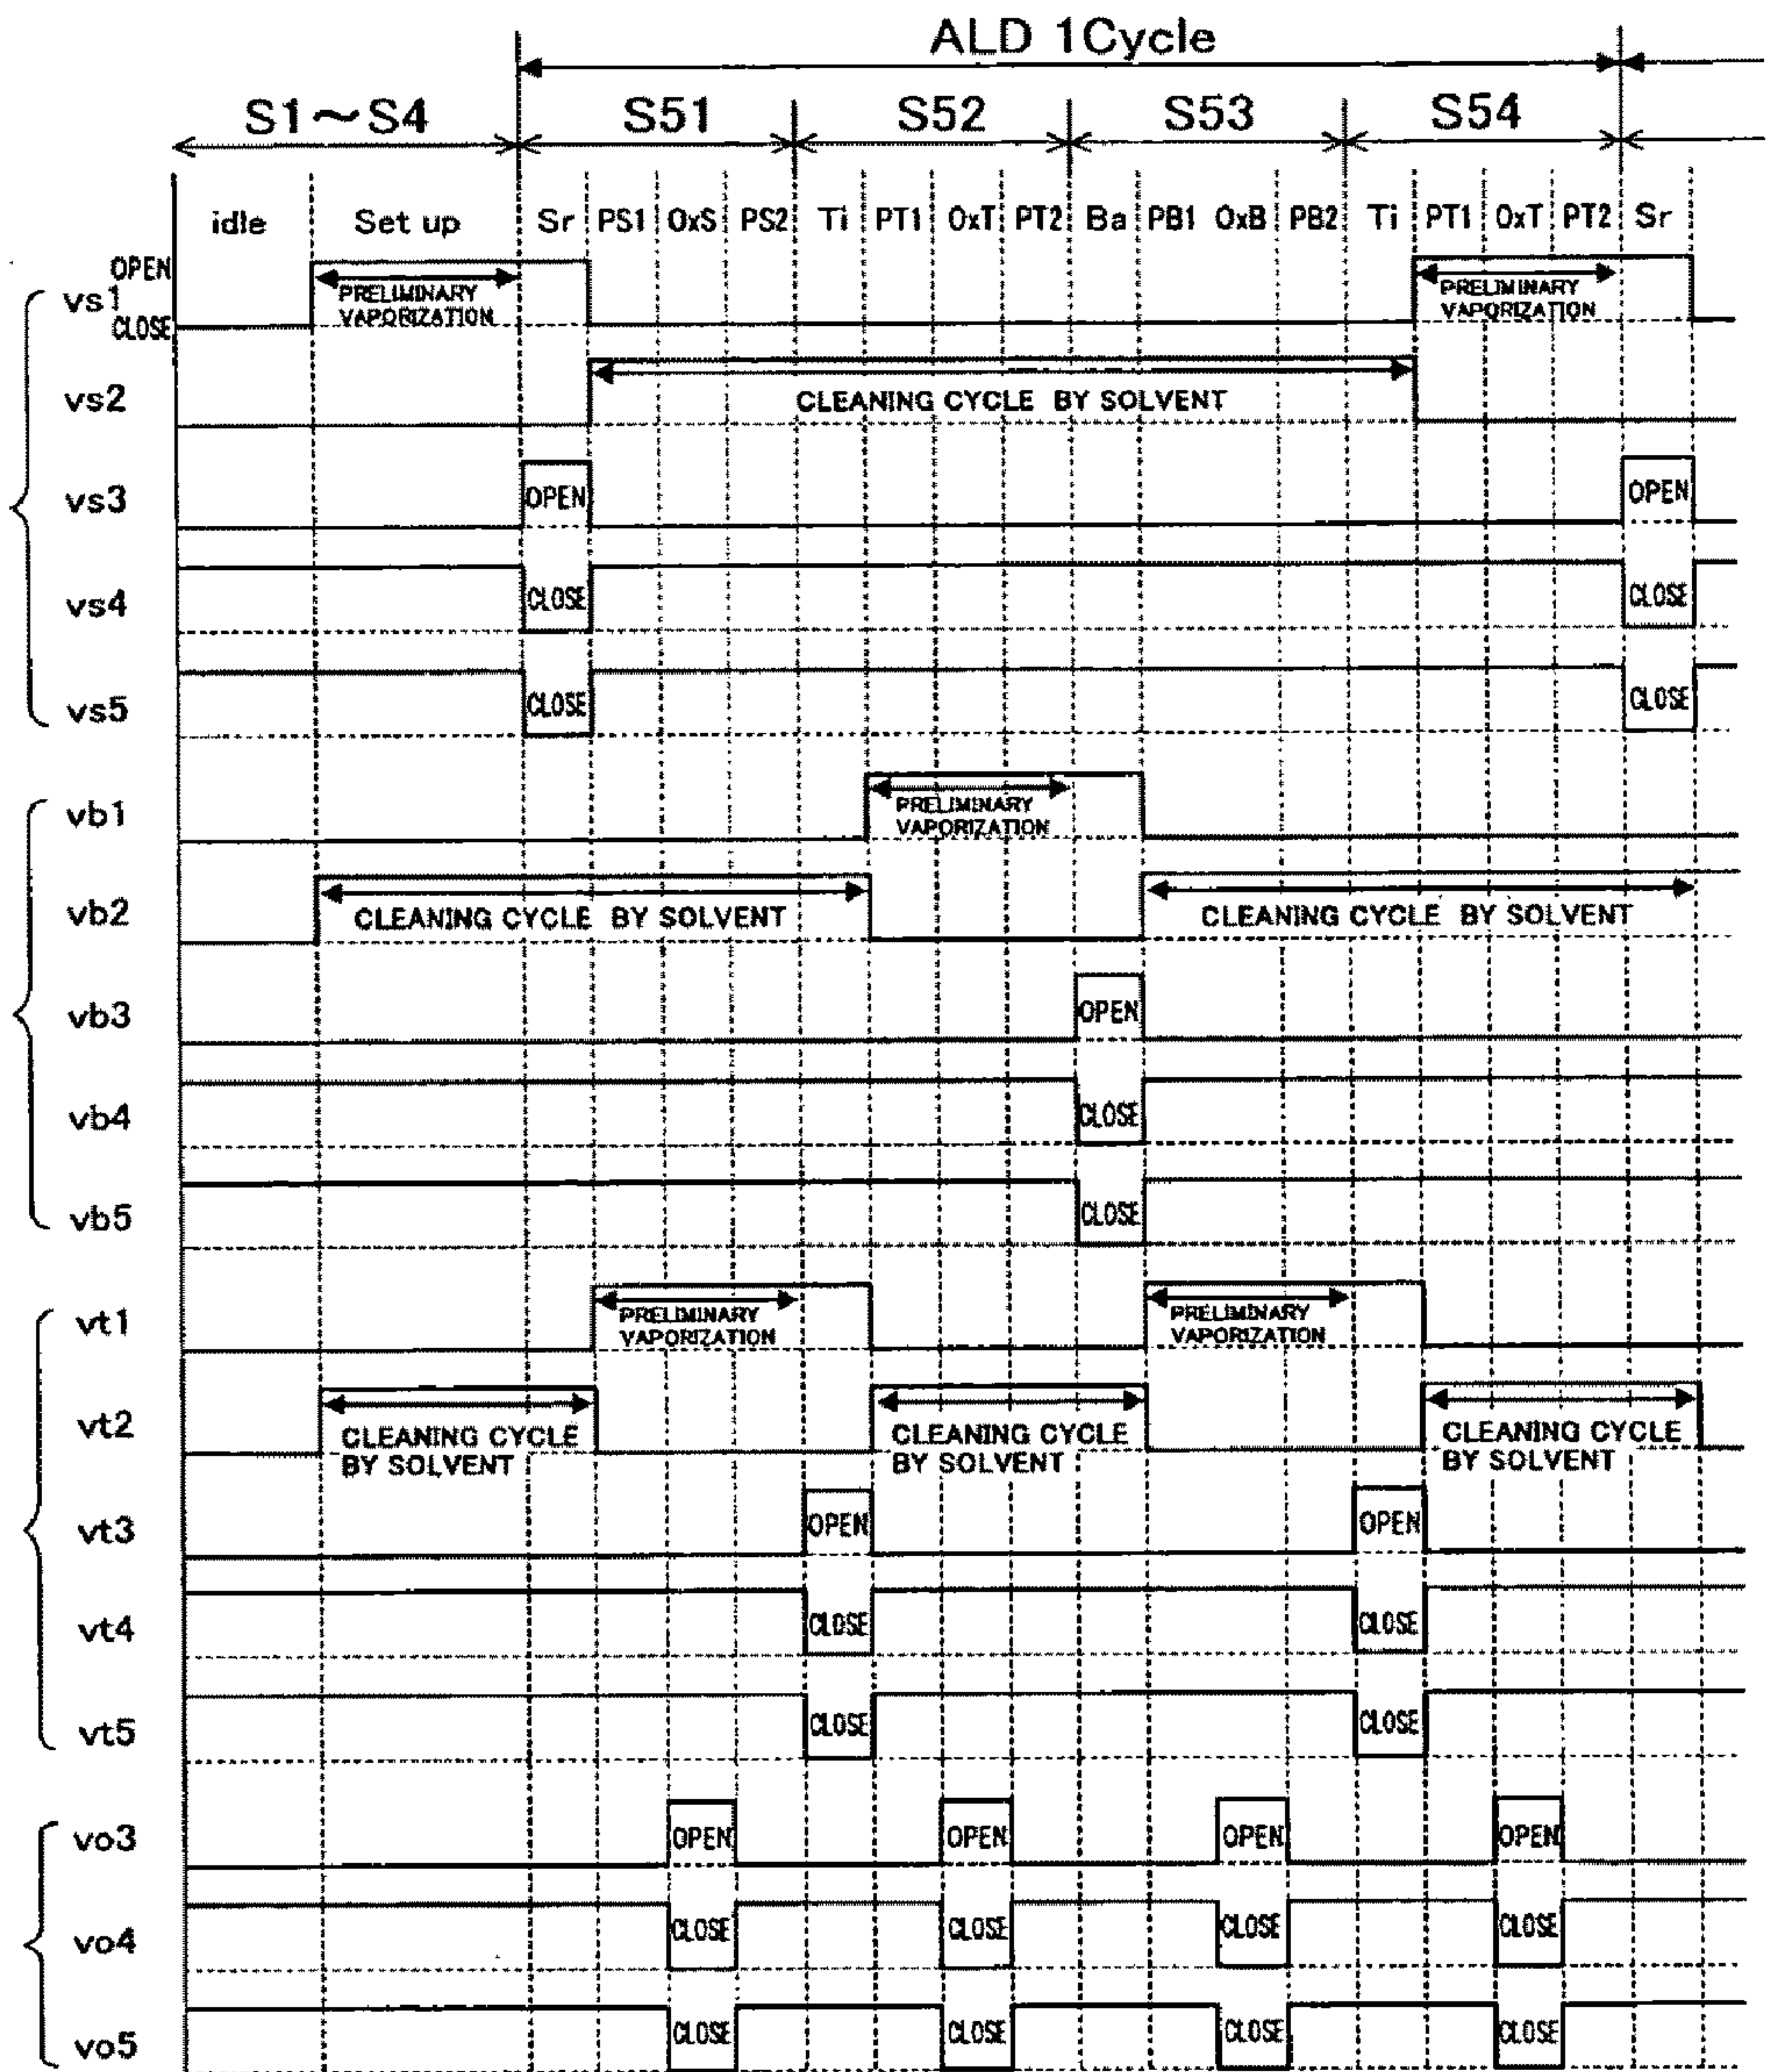 ALD 1Cycle
S1~S4 S51 S52 S53 S54
idle Set up Sr PS1 OxS PS2 Ti PT1 OxT PT2 Ba PB1 OxB PB2 Ti PT1 OxT PT2 Sr
OPEN
vs1
CLOSE
PRELIMINARY
VAPORIZATION
PRELIMINARY
VAPORIZATION
vs2
CLEANING CYCLE BY SOLVENT
vs3 OPEN OPEN
vs4 CLOSE CLOSE
vs5 CLOSE CLOSE
vb1
PRELIMINARY
VAPORIZATION
vb2 CLEANING CYCLE BY SOLVENT CLEANING CYCLE BY SOLVENT
vb3 OPEN
vb4 CLOSE
vb5 CLOSE
vt1
PRELIMINARY
VAPORIZATION
PRELIMINARY
VAPORIZATION
vt2
CLEANING CYCLE
BY SOLVENT
CLEANING CYCLE
BY SOLVENT
CLEANING CYCLE
BY SOLVENT
vt3 OPEN OPEN
vt4 CLOSE CLOSE
vt5 CLOSE CLOSE
vo3 OPEN OPEN OPEN OPEN
vo4 CLOSE CLOSE CLOSE CLOSE
vo5 CLOSE CLOSE CLOSE CLOSE